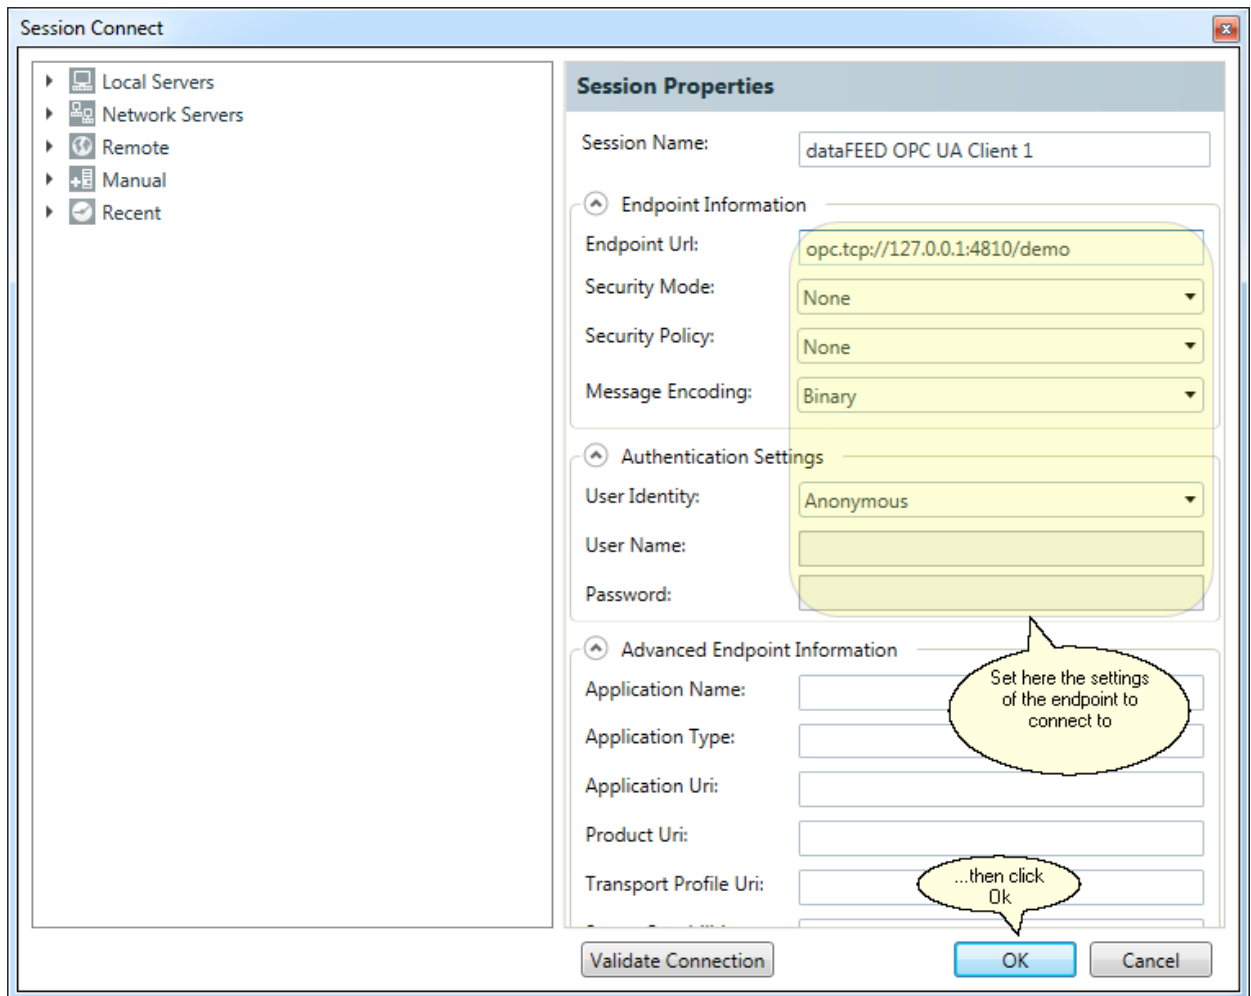 Session Connect
Local Servers
Network Servers
Remote
Manual
Recent
Session Properties
Session Name:
dataFEED OPC UA Client 1
Endpoint Information
Endpoint Url:
opc.tcp://127.0.0.1:4810/demo
Security Mode:
None
Security Policy:
None
Message Encoding:
Binary
Authentication Settings
User Identity:
Anonymous
User Name:
Password:
Advanced Endpoint Information
Set here the settings
of the endpoint to
connect to
Application Name:
Application Type:
Application Uri:
Product Uri:
Transport Profile Uri:
...then click
Ok
Validate Connection
OK
Cancel